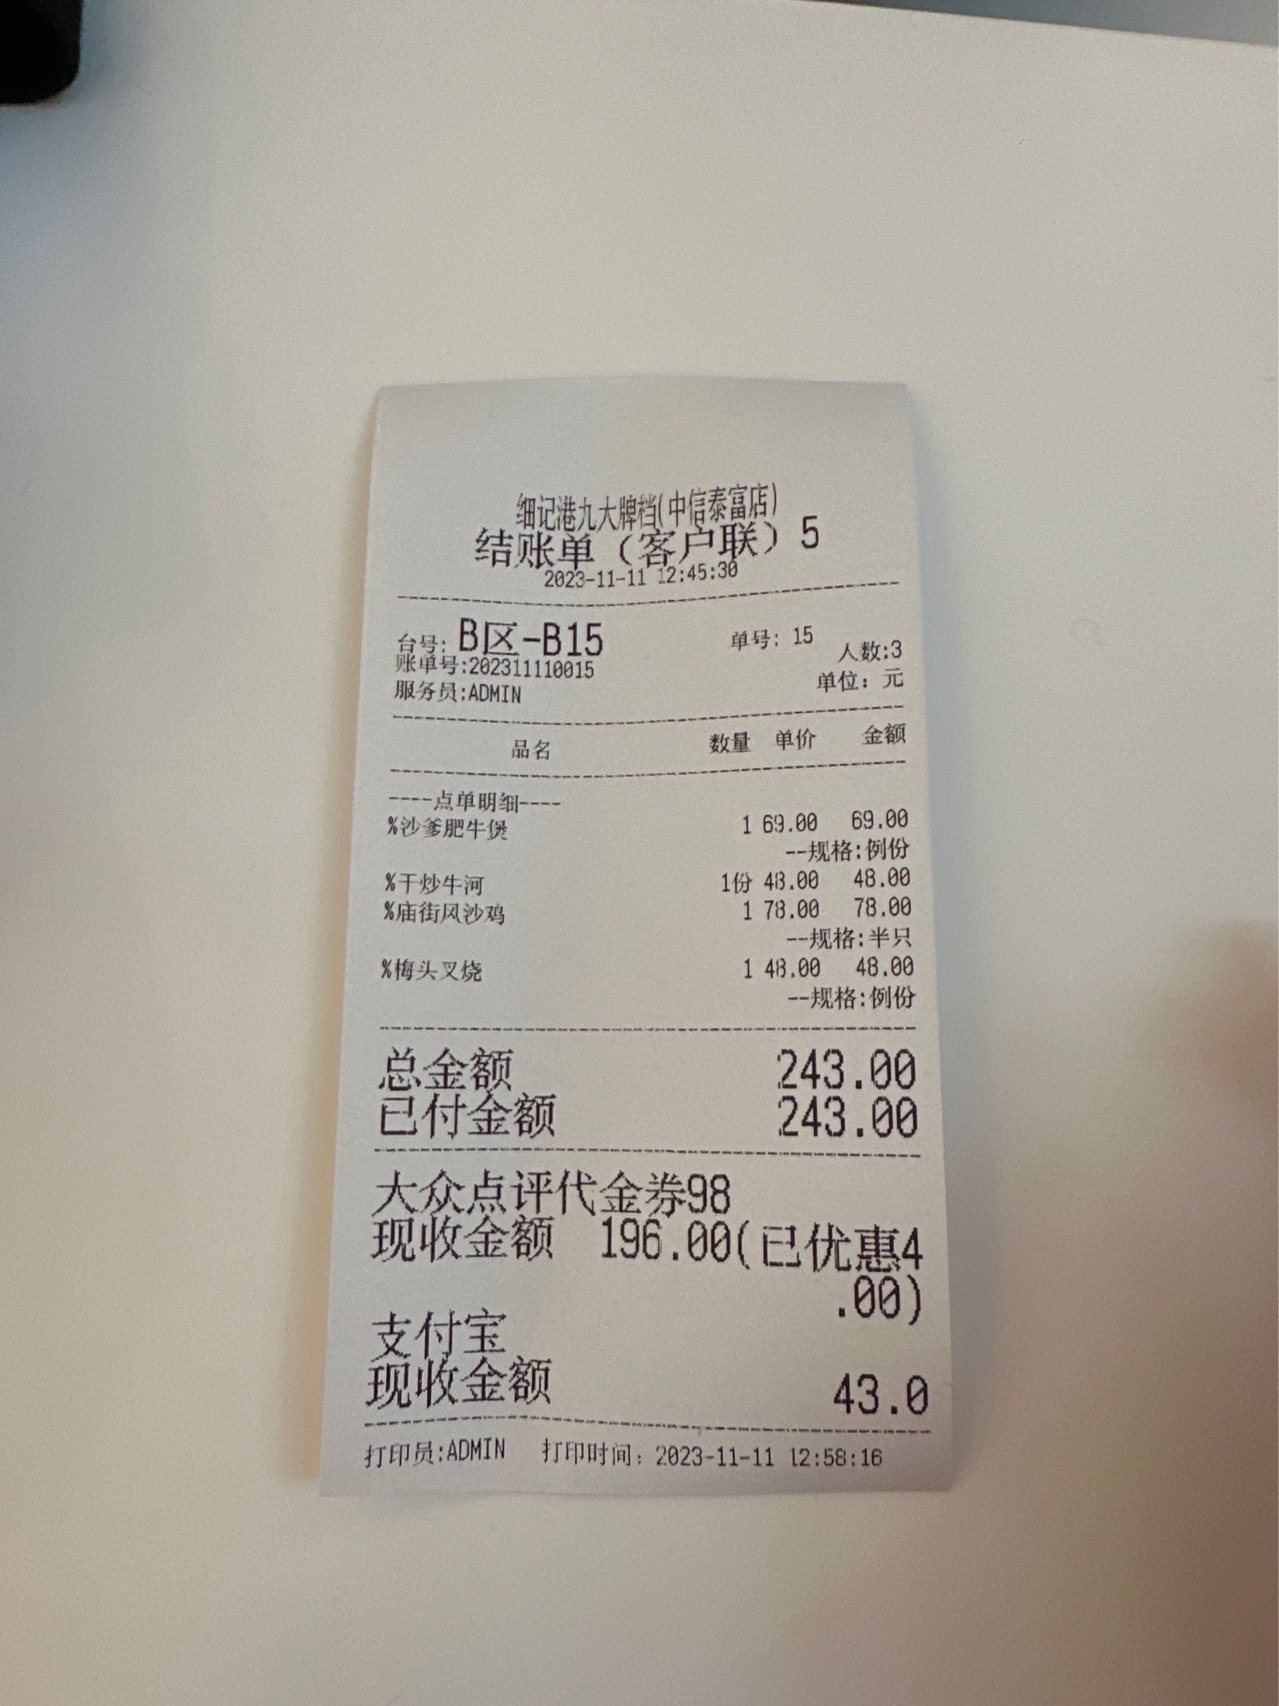 细记港九大牌档(中信泰富店)
结账单（客户联）5
2023-11-11 12:45:30
台号: B区-B15 单号: 15
账单号:202311110015 人数:3
服务员:ADMIN 单位: 元
品名 数量 单价 金额
----点单明细----
%沙爹肥牛煲 1 69.00 69.00
--规格:例份
%干炒牛河 1份 48.00 48.00
%庙街风沙鸡 1 78.00 78.00
--规格:半只
%梅头叉烧 1 48.00 48.00
--规格:例份
总金额 243.00
已付金额 243.00
大众点评代金券98
现收金额 196.00(已优惠4
.00)
支付宝
现收金额 43.0
打印员:ADMIN 打印时间: 2023-11-11 12:58:16